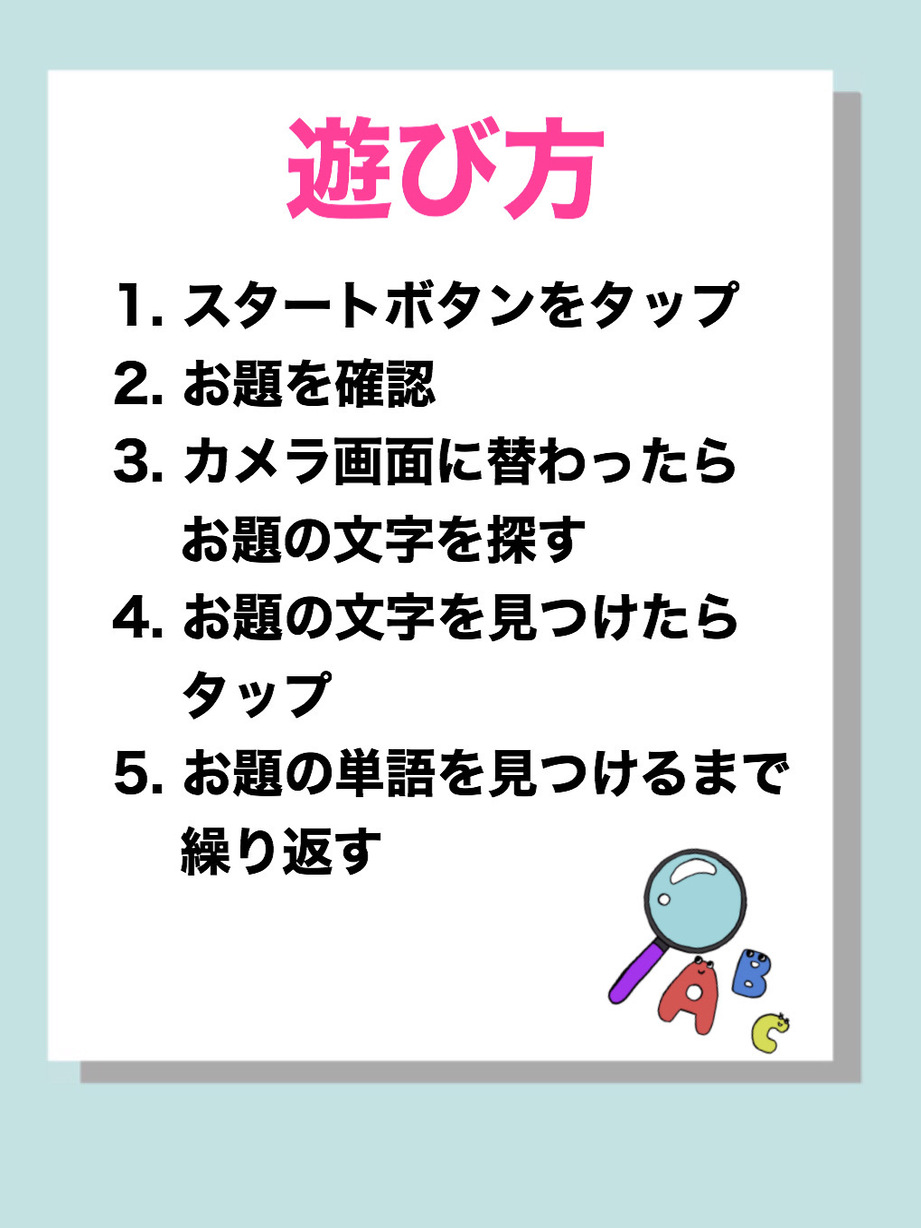 遊び方
1. スタートボタンをタップ
2. お題を確認
3. カメラ画面に替わったら
お題の文字を探す
4. お題の文字を見つけたら
タップ
5. お題の単語を見つけるまで
繰り返す
A
B
C